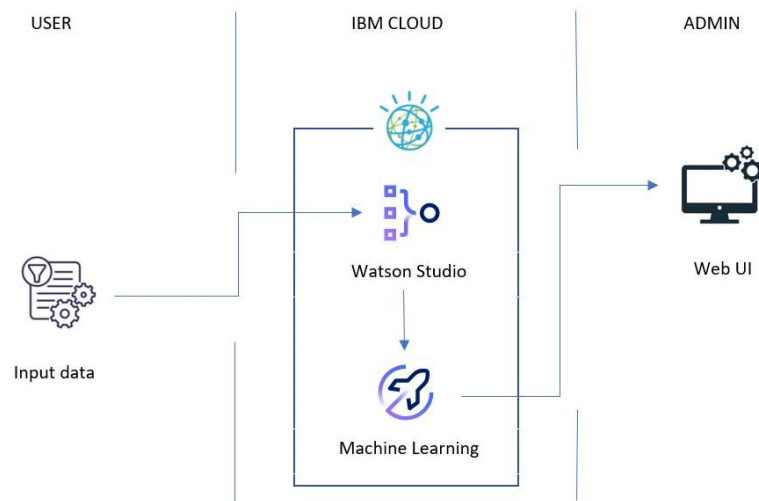 USER
IBM CLOUD
ADMIN
Watson Studio
Web UI
Input data
Machine Learning